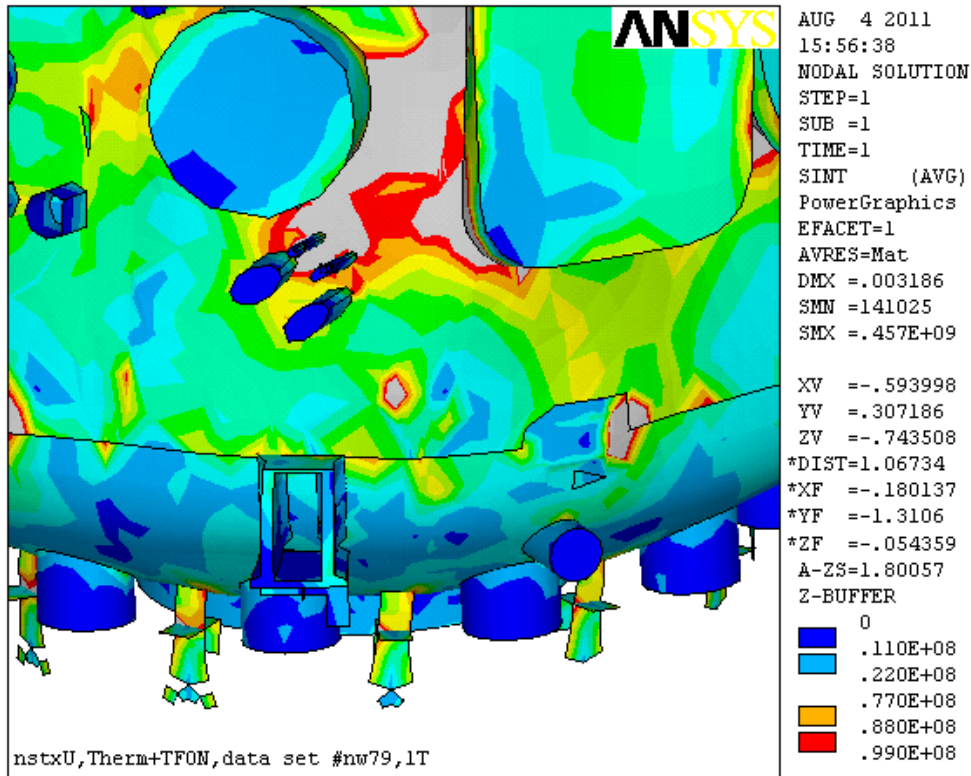 ANSYS
AUG 4 2011
15:56:38
NODAL SOLUTION
STEP=1
SUB =1
TIME=1
SINT (AVG)
PowerGraphics
EFACET=1
AVRES=Mat
DMX =.003186
SMN =141025
SMX =.457E+09
XV =-.593998
YV =.307186
ZV =-.743508
*DIST=1.06734
*XF =-.180137
*YF =-1.3106
*ZF =-.054359
A-ZS=1.80057
Z-BUFFER
0
.110E+08
.220E+08
.770E+08
.880E+08
.990E+08
nstxU,Therm+TFON,data set #nw79,1T